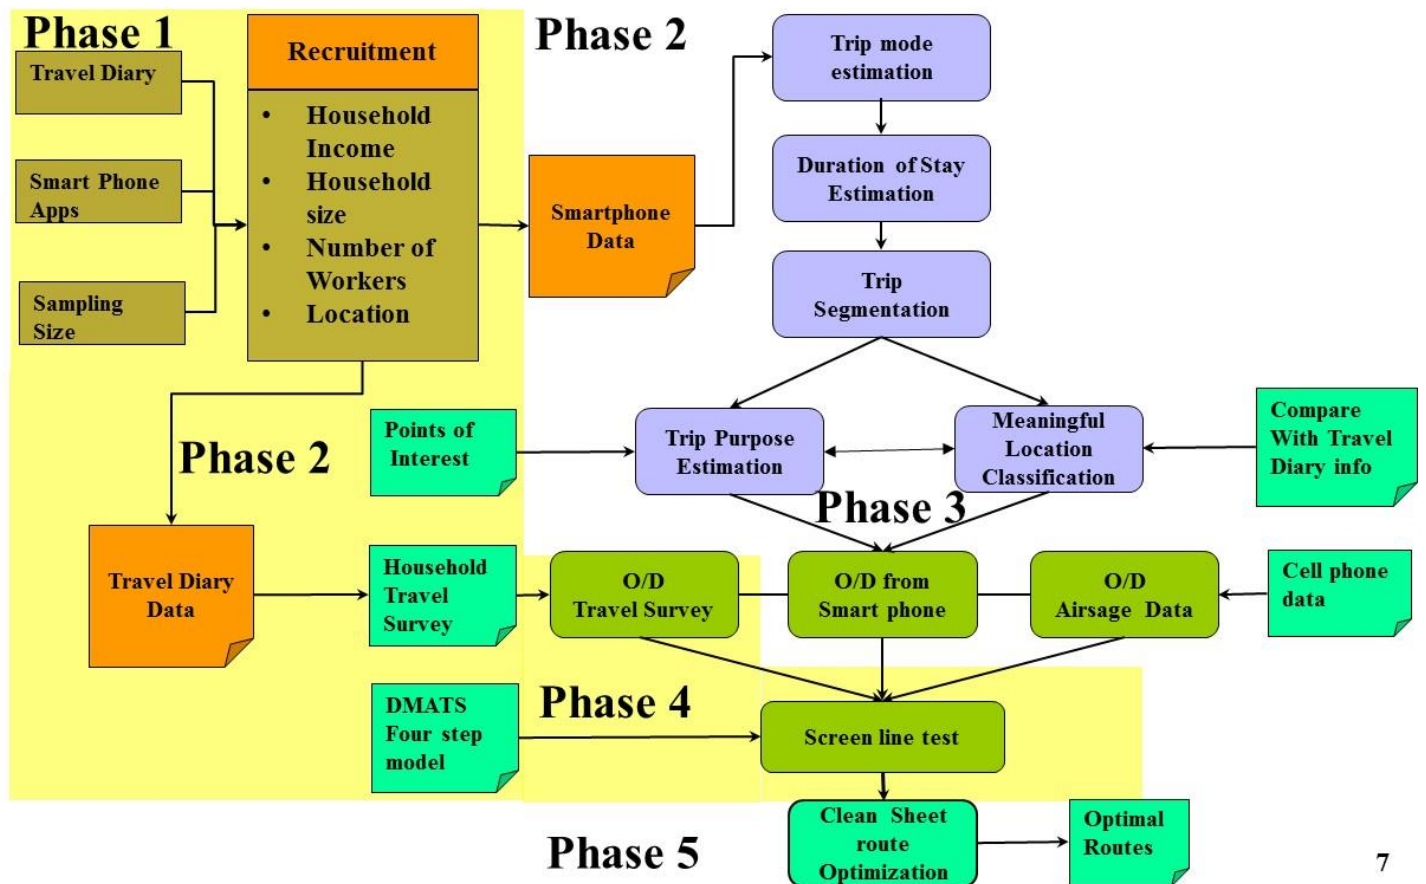 Phase 1
Travel Diary
Smart Phone
Apps
Sampling
Size
Recruitment
• Household
Income
• Household
size
• Number of
Workers
• Location
Phase 2
Smartphone
Data
Trip mode
estimation
Duration of Stay
Estimation
Trip
Segmentation
Phase 2
Points of
Interest
Trip Purpose
Estimation
Meaningful
Location
Classification
Compare
With Travel
Diary info
Phase 3
Travel Diary
Data
Household
Travel
Survey
O/D
Travel Survey
O/D from
Smart phone
O/D
Airsage Data
Cell phone
data
DMATS
Four step
model
Phase 4
Screen line test
Phase 5
Clean Sheet
route
Optimization
Optimal
Routes
7